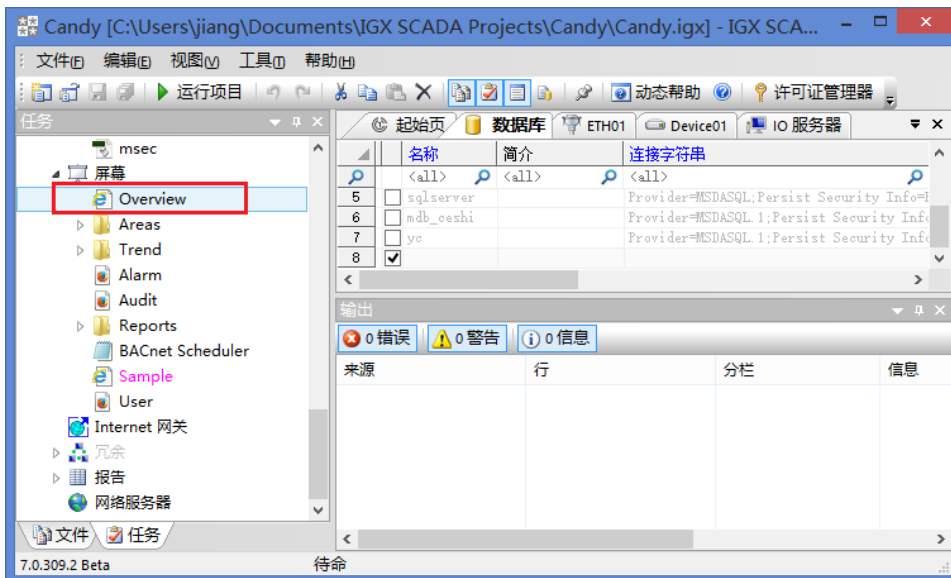 Candy [C:\Users\jiang\Documents\IGX SCADA Projects\Candy\Candy.igx] - IGX SCA...
文件(F) 编辑(E) 视图(V) 工具(T) 帮助(H)
运行项目 动态帮助 许可证管理器
任务
msec
屏幕
Overview
Areas
Trend
Alarm
Audit
Reports
BACnet Scheduler
Sample
User
Internet 网关
冗余
报告
网络服务器
文件 任务
起始页 数据库 ETH01 Device01 IO 服务器
名称 简介 连接字符串
<all> <all> <all>
5 sqlserver Provider=MSDASQL;Persist Security Info=
6 mdb_ceshi Provider=MSDASQL.1;Persist Security Info
7 yc Provider=MSDASQL.1;Persist Security Info
8
输出
0 错误 0 警告 0 信息
来源 行 分栏 信息
7.0.309.2 Beta 待命